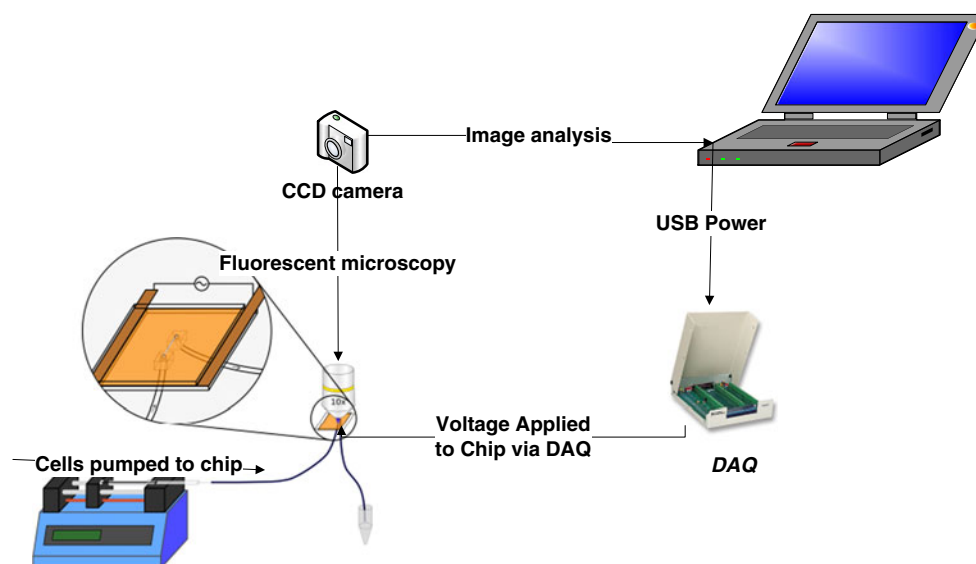 Image analysis
CCD camera
USB Power
Fluorescent microscopy
10x
Voltage Applied
to Chip via DAQ
DAQ
Cells pumped to chip